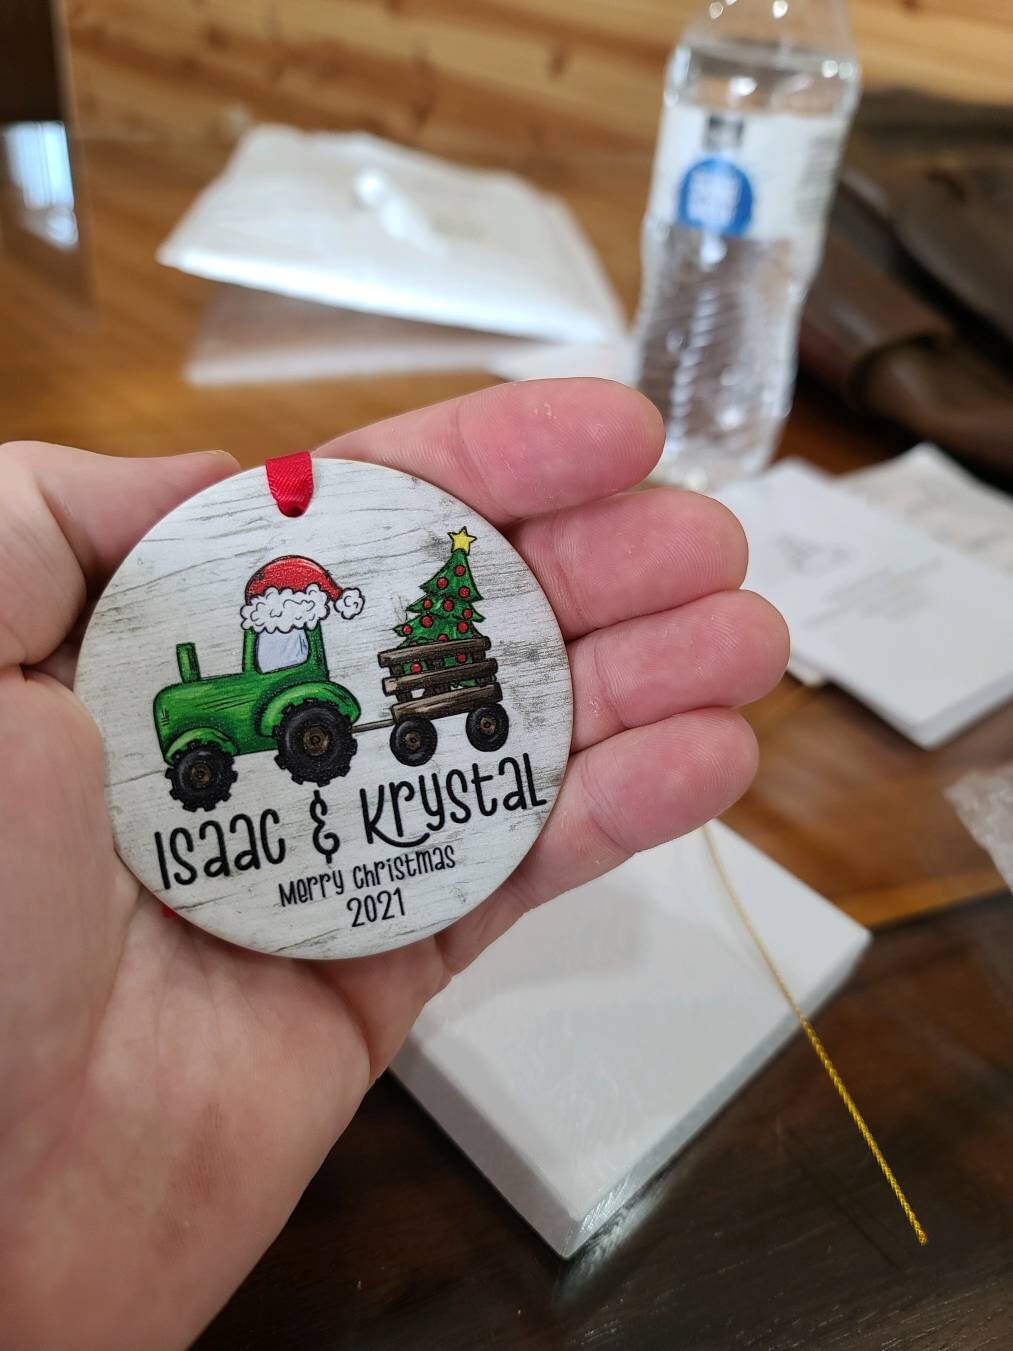 Isaac & Krystal
Merry Christmas
2021